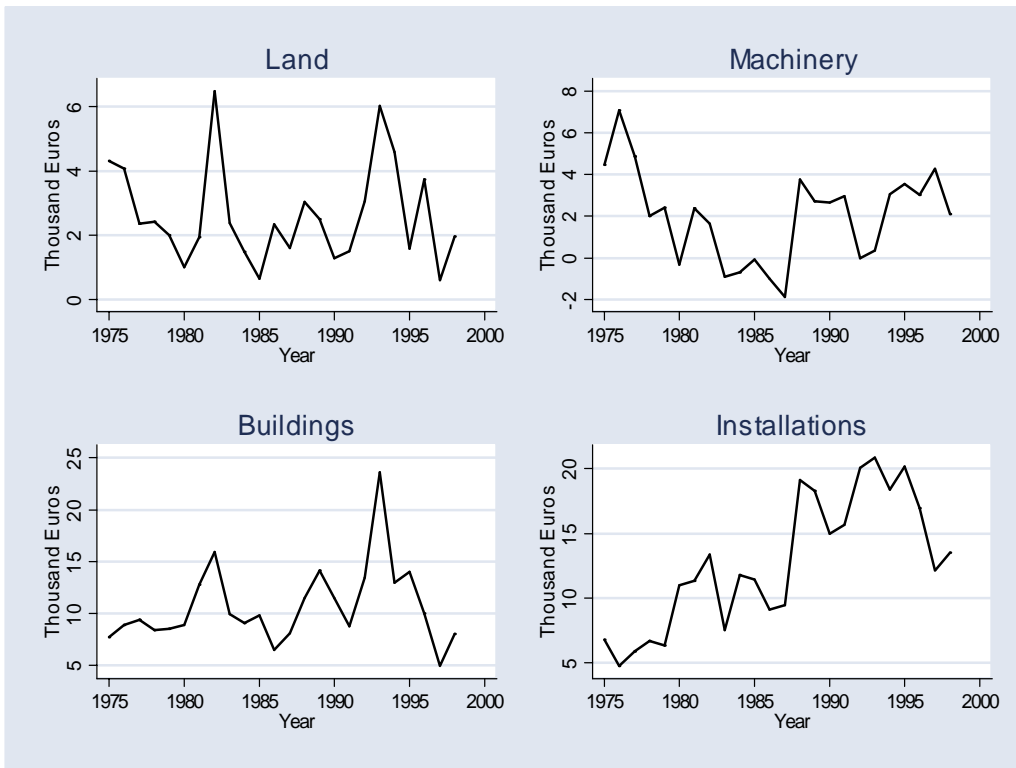 Land
Thousand Euros
0 2 4 6
1975 1980 1985 1990 1995 2000
Year
Machinery
Thousand Euros
-2 0 2 4 6 8
1975 1980 1985 1990 1995 2000
Year
Buildings
Thousand Euros
5 10 15 20 25
1975 1980 1985 1990 1995 2000
Year
Installations
Thousand Euros
5 10 15 20
1975 1980 1985 1990 1995 2000
Year